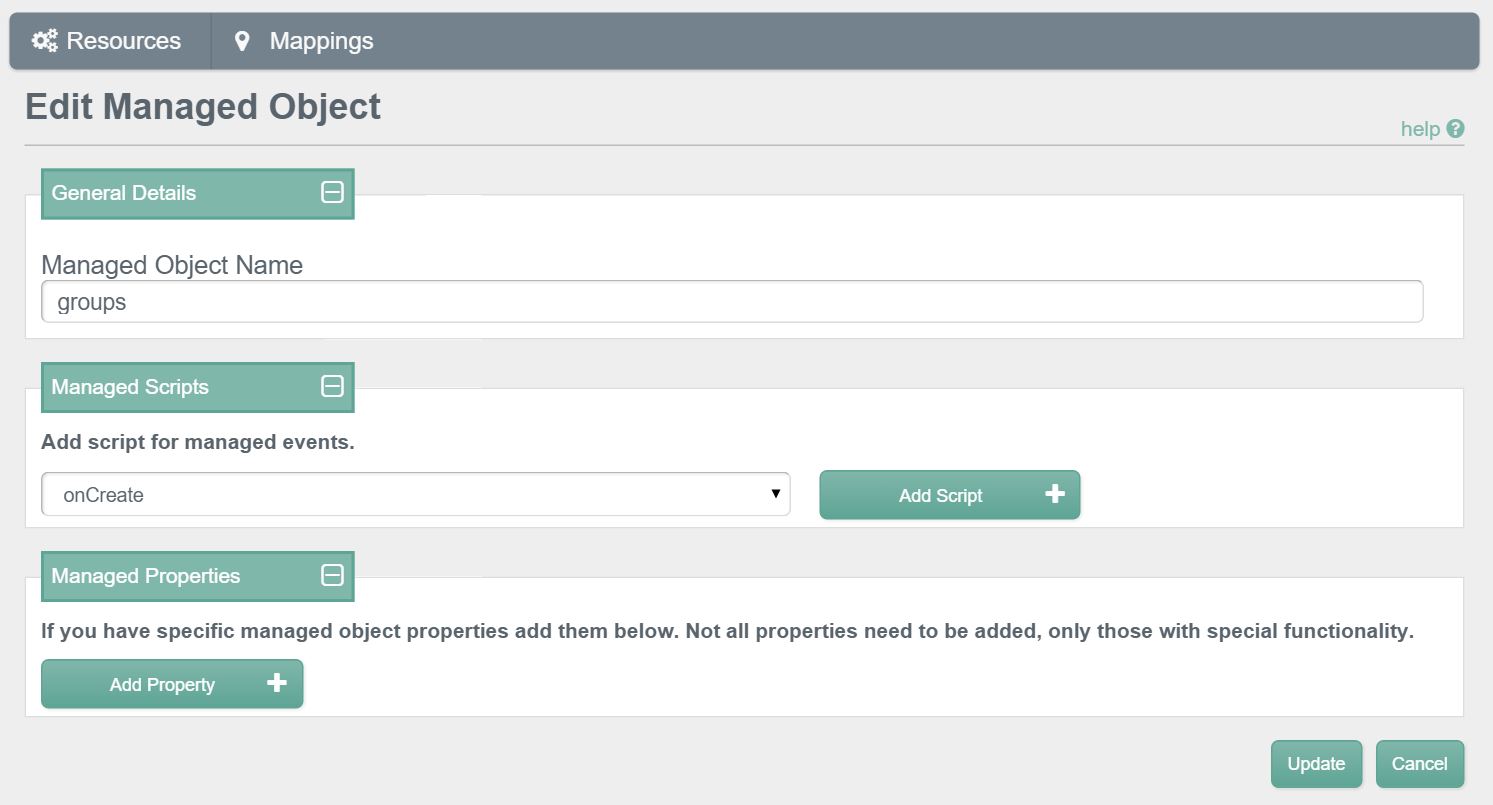 Resources Mappings
Edit Managed Object
help ?
General Details
Managed Object Name
groups
Managed Scripts
Add script for managed events.
onCreate Add Script
Managed Properties
If you have specific managed object properties add them below. Not all properties need to be added, only those with special functionality.
Add Property
Update Cancel